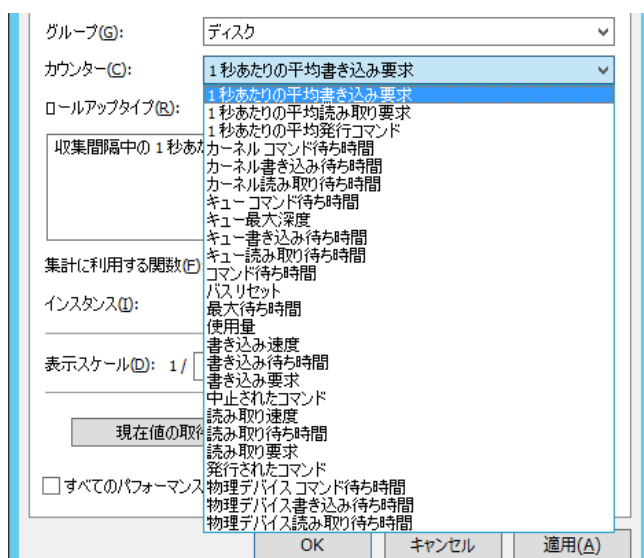 グループ(G):
ディスク
カウンター(C):
1秒あたりの平均書き込み要求
ロールアップタイプ(R):
1秒あたりの平均書き込み要求
1秒あたりの平均読み取り要求
1秒あたりの平均発行コマンド
収集間隔中の1秒あた
カーネル コマンド待ち時間
カーネル書き込み待ち時間
カーネル読み取り待ち時間
キュー コマンド待ち時間
キュー最大深度
キュー書き込み待ち時間
キュー読み取り待ち時間
集計に利用する関数(F)
コマンド待ち時間
バス リセット
最大待ち時間
インスタンス(I):
使用量
書き込み速度
書き込み待ち時間
表示スケール(D): 1/
書き込み要求
中止されたコマンド
読み取り速度
読み取り待ち時間
現在値の取
読み取り要求
発行されたコマンド
すべてのパフォーマンス
物理デバイス コマンド待ち時間
物理デバイス書き込み待ち時間
物理デバイス読み取り待ち時間
OK
キャンセル
適用(A)